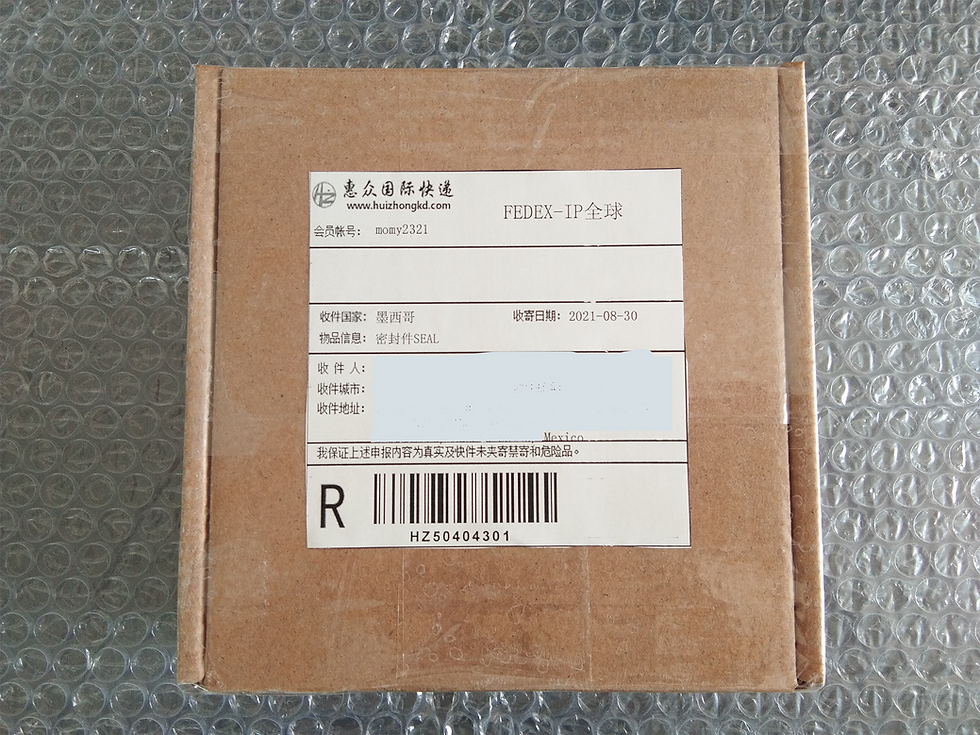 HZ 惠众国际快递
www.huizhongkd.com
FEDEX-IP全球
会员帐号: momy2321
收件国家: 墨西哥 收寄日期: 2021-08-30
物品信息: 密封件SEAL
收 件 人:
收件城市:
收件地址:
Mexico
我保证上述申报内容为真实及快件未夹寄禁寄和危险品。
R
HZ50404301